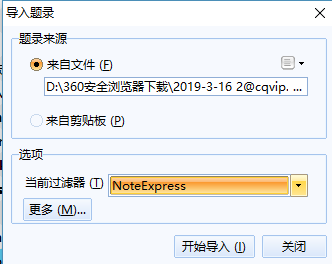 导入题录
题录来源
来自文件 (F)
D:\360安全浏览器下载\2019-3-16 2@cqvip. ...
来自剪贴板 (P)
选项
当前过滤器 (T) NoteExpress
更多 (M)...
开始导入 (I) 关闭